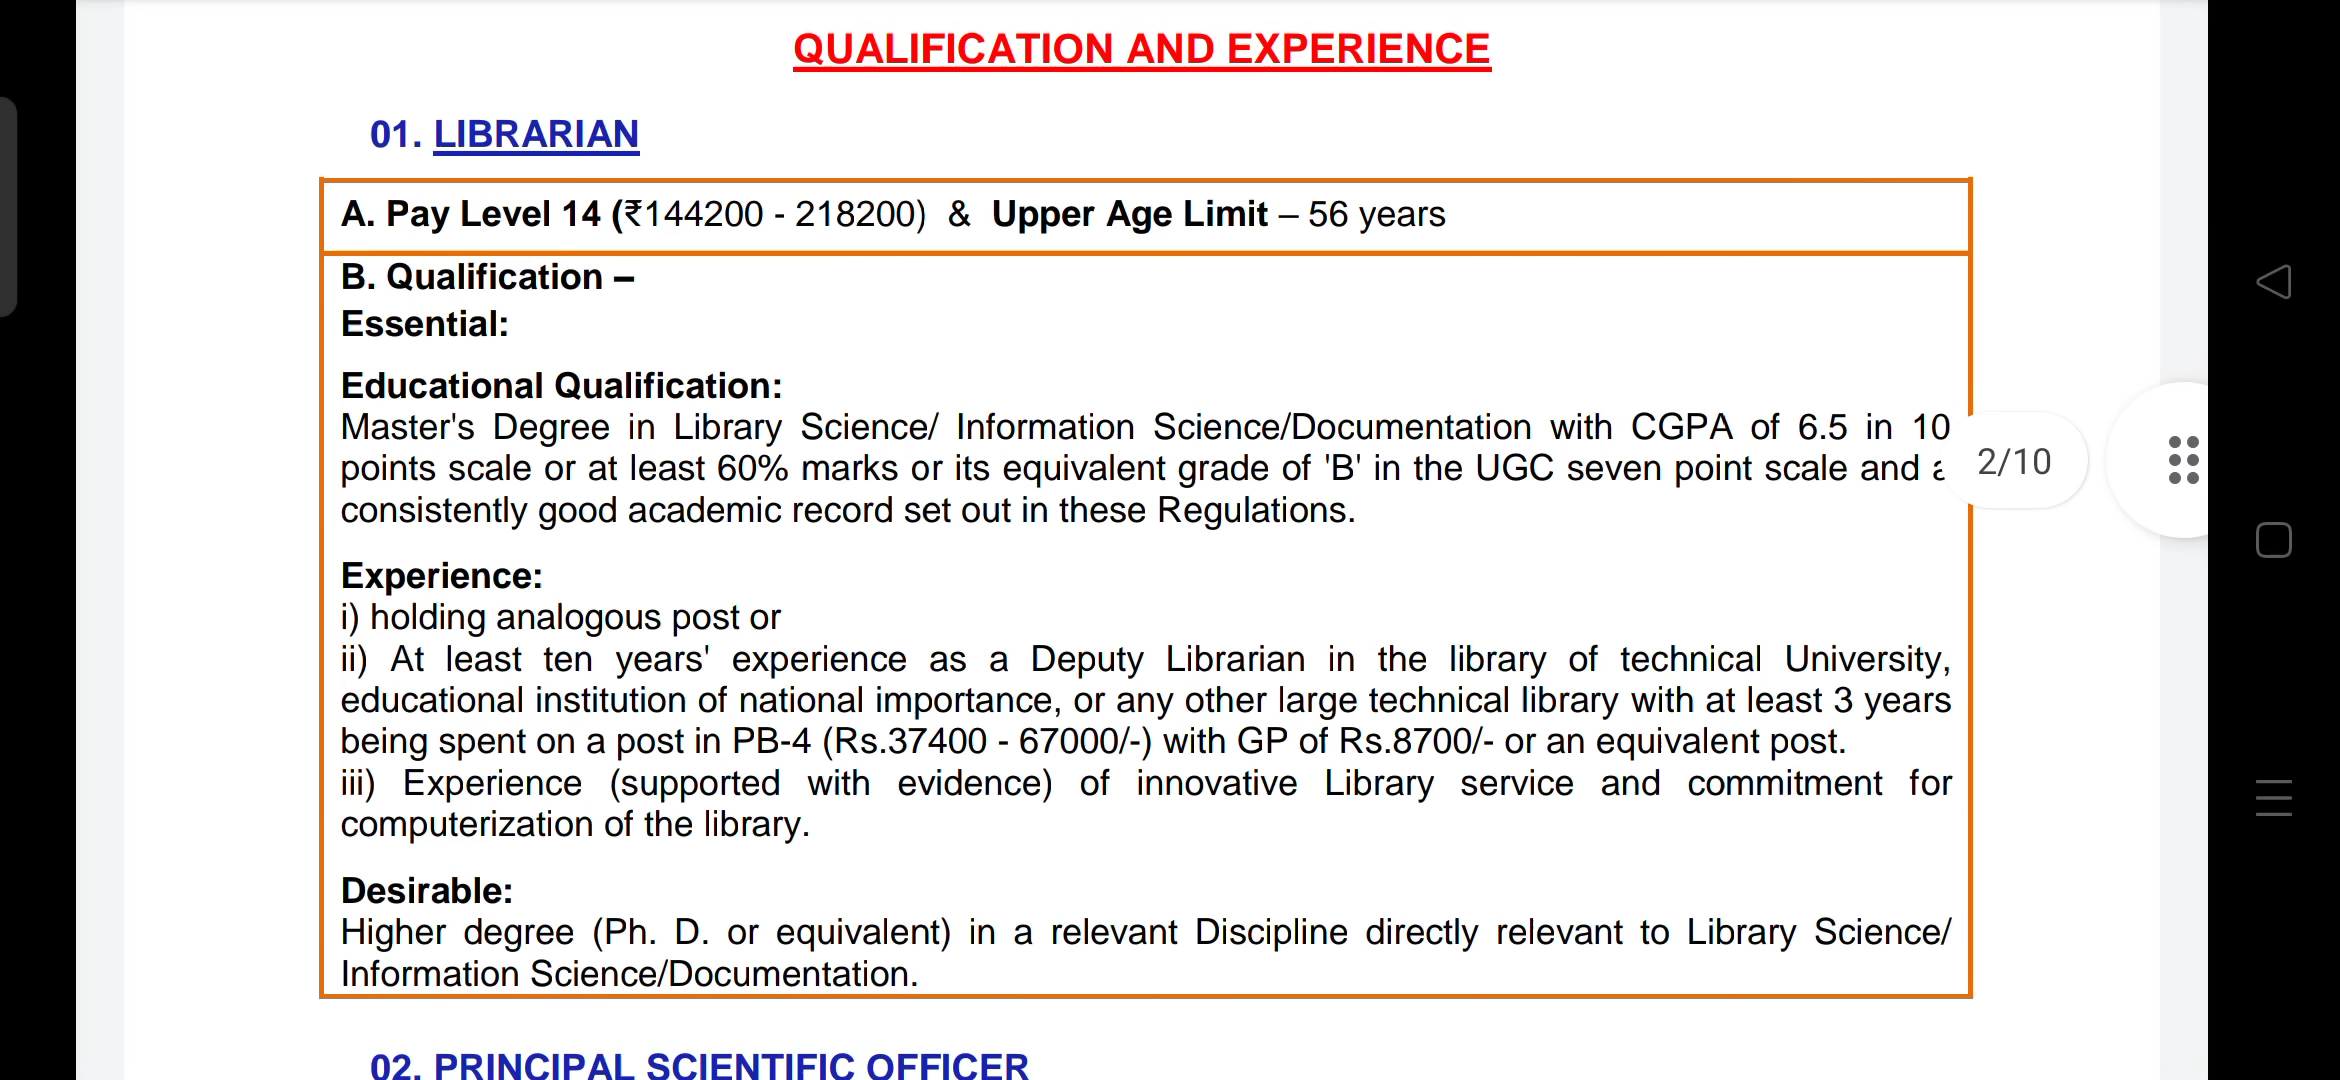 QUALIFICATION AND EXPERIENCE
01. LIBRARIAN
A. Pay Level 14 (₹144200 - 218200) & Upper Age Limit – 56 years
B. Qualification –
Essential:
Educational Qualification:
Master's Degree in Library Science/ Information Science/Documentation with CGPA of 6.5 in 10
points scale or at least 60% marks or its equivalent grade of 'B' in the UGC seven point scale and
consistently good academic record set out in these Regulations.
2/10
Experience:
i) holding analogous post or
ii) At least ten years' experience as a Deputy Librarian in the library of technical University,
educational institution of national importance, or any other large technical library with at least 3 years
being spent on a post in PB-4 (Rs.37400 - 67000/-) with GP of Rs.8700/- or an equivalent post.
iii) Experience (supported with evidence) of innovative Library service and commitment for
computerization of the library.
Desirable:
Higher degree (Ph. D. or equivalent) in a relevant Discipline directly relevant to Library Science/
Information Science/Documentation.
02. PRINCIPAL SCIENTIFIC OFFICER